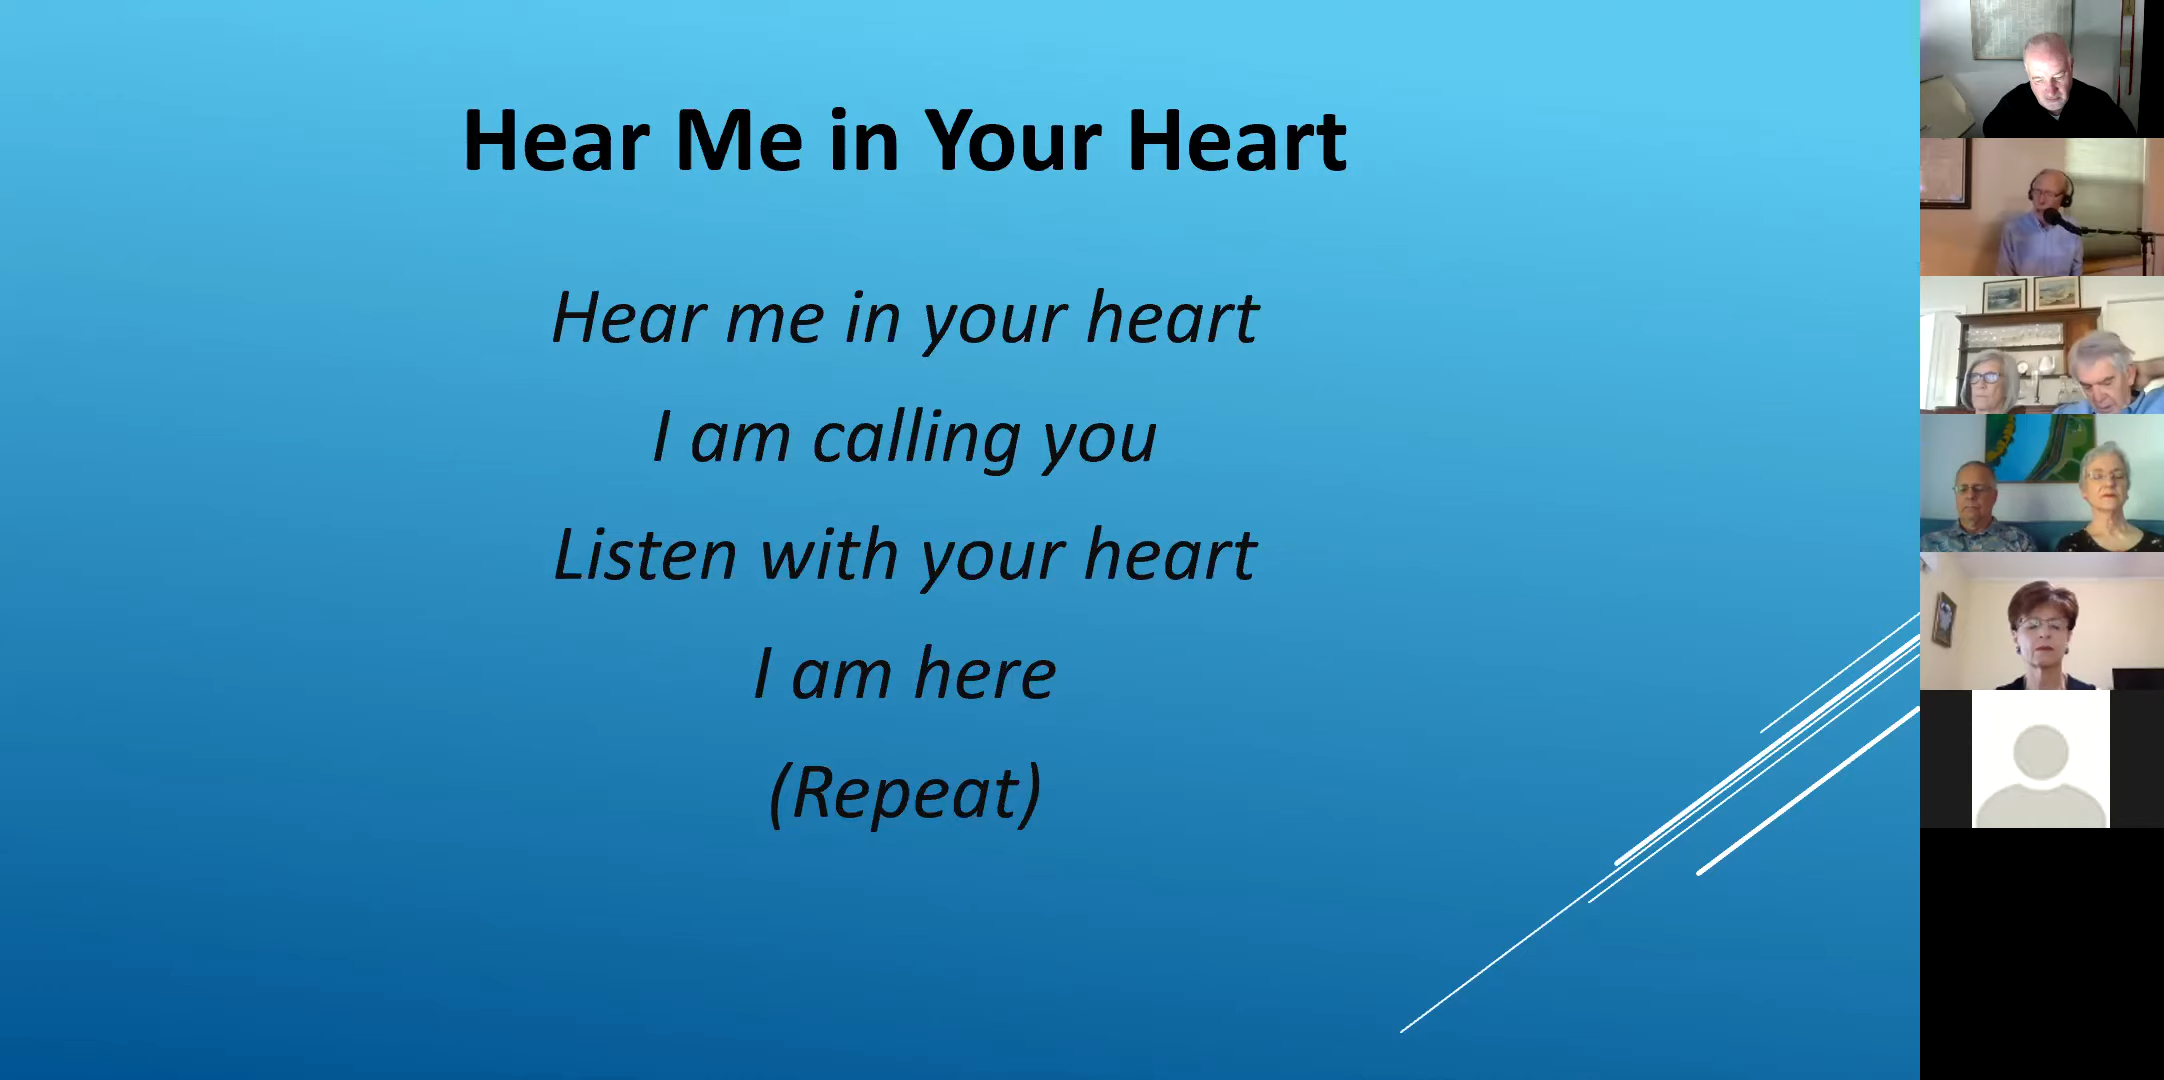 Hear Me in Your Heart
Hear me in your heart
I am calling you
Listen with your heart
I am here
(Repeat)